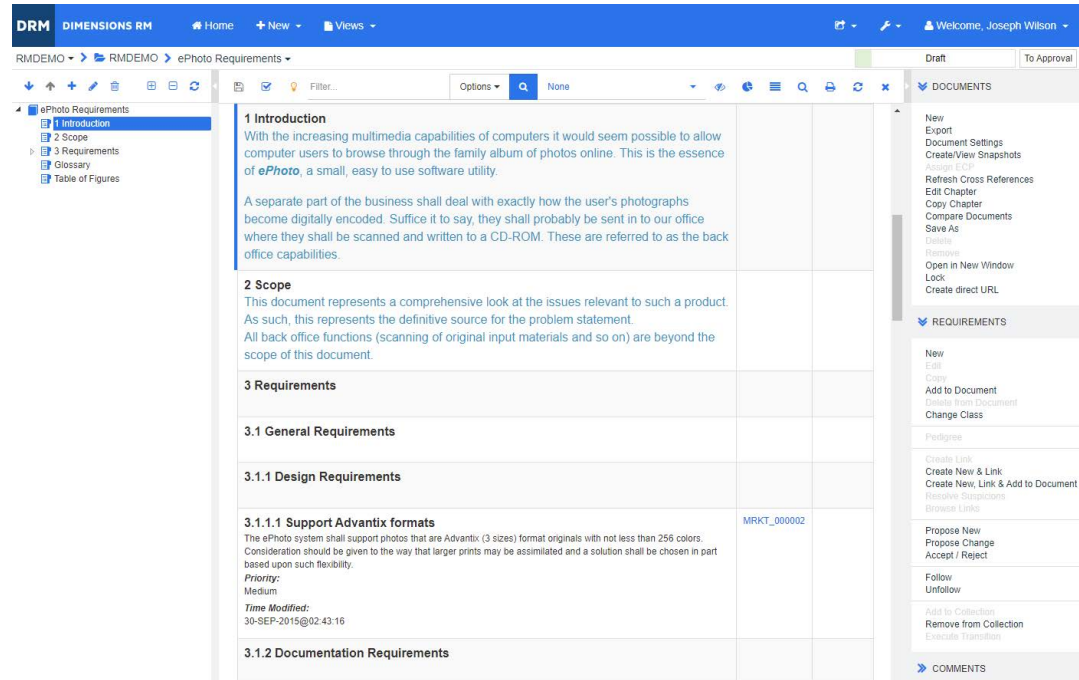 DRM DIMENSIONS RM Home New Views Welcome, Joseph Wilson
RMDEMO > RMDEMO > ePhoto Requirements Draft To Approval
Filter... Options None
ePhoto Requirements
1 Introduction
2 Scope
3 Requirements
Glossary
Table of Figures
1 Introduction
With the increasing multimedia capabilities of computers it would seem possible to allow
computer users to browse through the family album of photos online. This is the essence
of ePhoto, a small, easy to use software utility.
A separate part of the business shall deal with exactly how the user's photographs
become digitally encoded. Suffice it to say, they shall probably be sent in to our office
where they shall be scanned and written to a CD-ROM. These are referred to as the back
office capabilities.
2 Scope
This document represents a comprehensive look at the issues relevant to such a product.
As such, this represents the definitive source for the problem statement.
All back office functions (scanning of original input materials and so on) are beyond the
scope of this document.
3 Requirements
3.1 General Requirements
3.1.1 Design Requirements
3.1.1.1 Support Advantix formats MRKT_000002
The ePhoto system shall support photos that are Advantix (3 sizes) format originals with not less than 256 colors.
Consideration should be given to the way that larger prints may be assimilated and a solution shall be chosen in part
based upon such flexibility.
Priority:
Medium
Time Modified:
30-SEP-2015@02:43:16
3.1.2 Documentation Requirements
DOCUMENTS
New
Export
Document Settings
Create/View Snapshots
Assign ECP
Refresh Cross References
Edit Chapter
Copy Chapter
Compare Documents
Save As
Delete
Remove
Open in New Window
Lock
Create direct URL
REQUIREMENTS
New
Edit
Copy
Add to Document
Delete from Document
Change Class
Pedigree
Create Link
Create New & Link
Create New, Link & Add to Document
Resolve Suspicions
Browse Links
Propose New
Propose Change
Accept / Reject
Follow
Unfollow
Add to Collection
Remove from Collection
Execute Transition
COMMENTS